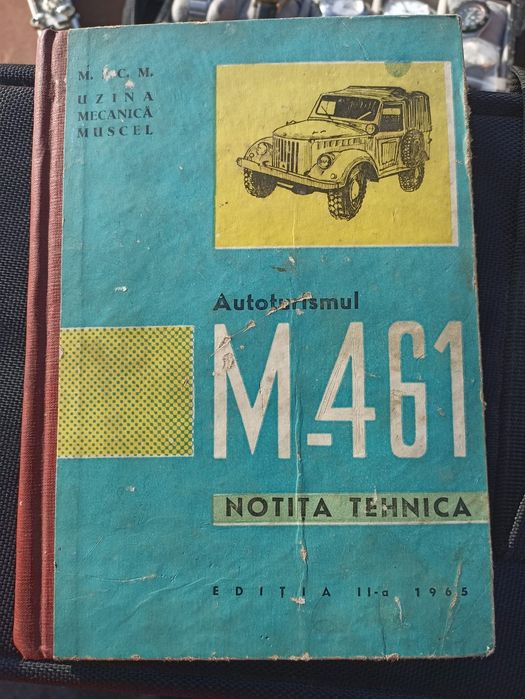 M. I. C. M.
UZINA
MECANICĂ
MUSCEL
Autoturismul
M-461
NOTIȚA TEHNICA
EDIȚIA II-a 1965